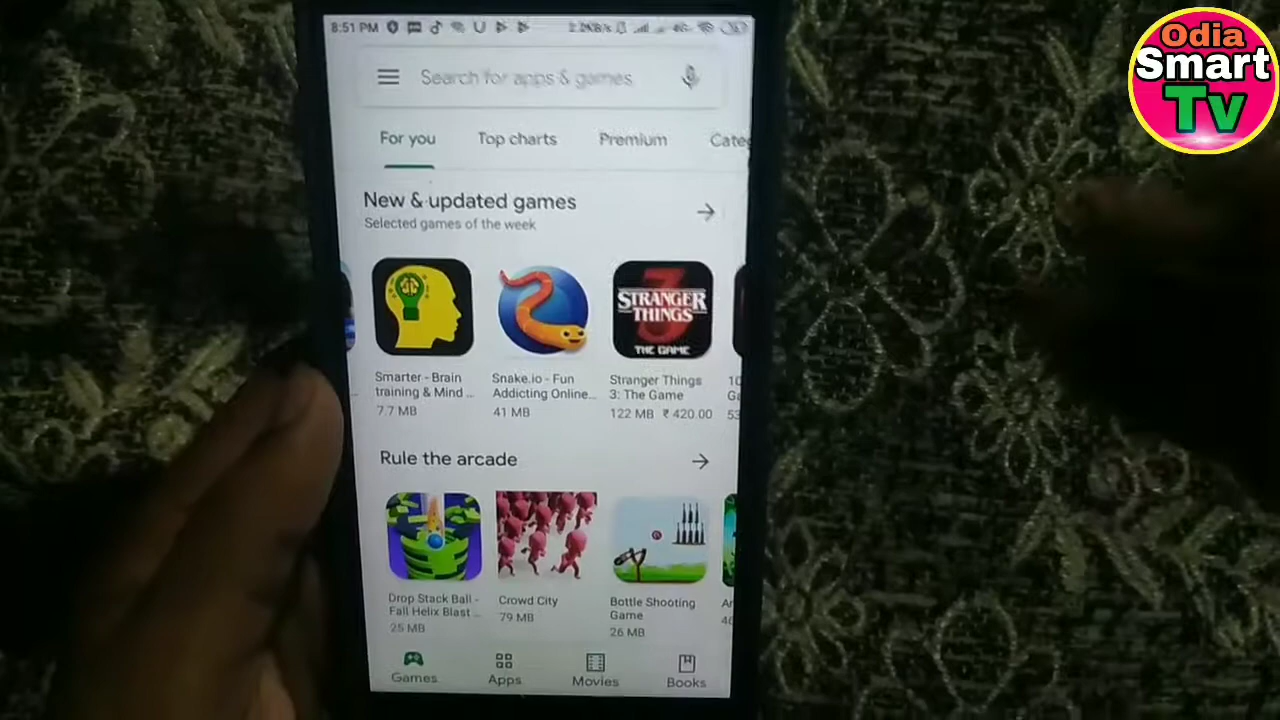 Odia
Smart
Tv
8:51 PM
Search for apps & games
For you
Top charts
Premium
New & updated games
Selected games of the week
STRANGER
THINGS
3
THE GAME
Smarter - Brain
training & Mind ...
7.7 MB
Snake.io - Fun
Addicting Online...
41 MB
Stranger Things
3: The Game
122 MB ₹ 420.00
Rule the arcade
Drop Stack Ball -
Fall Helix Blast ...
25 MB
Crowd City
79 MB
Bottle Shooting
Game
26 MB
Games
Apps
Movies
Books